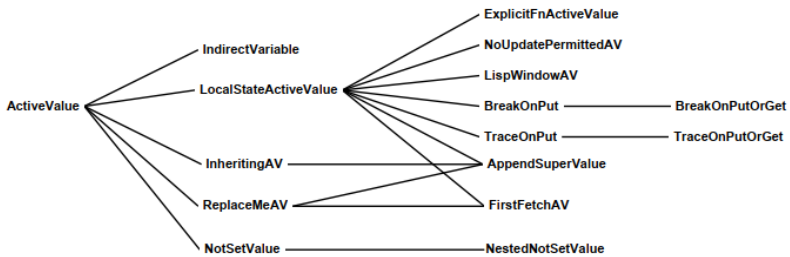 ExplicitFnActiveValue
IndirectVariable
NoUpdatePermittedAV
LocalStateActiveValue
LispWindowAV
ActiveValue
BreakOnPut
BreakOnPutOrGet
TraceOnPut
TraceOnPutOrGet
InheritingAV
AppendSuperValue
ReplaceMeAV
FirstFetchAV
NotSetValue
NestedNotSetValue